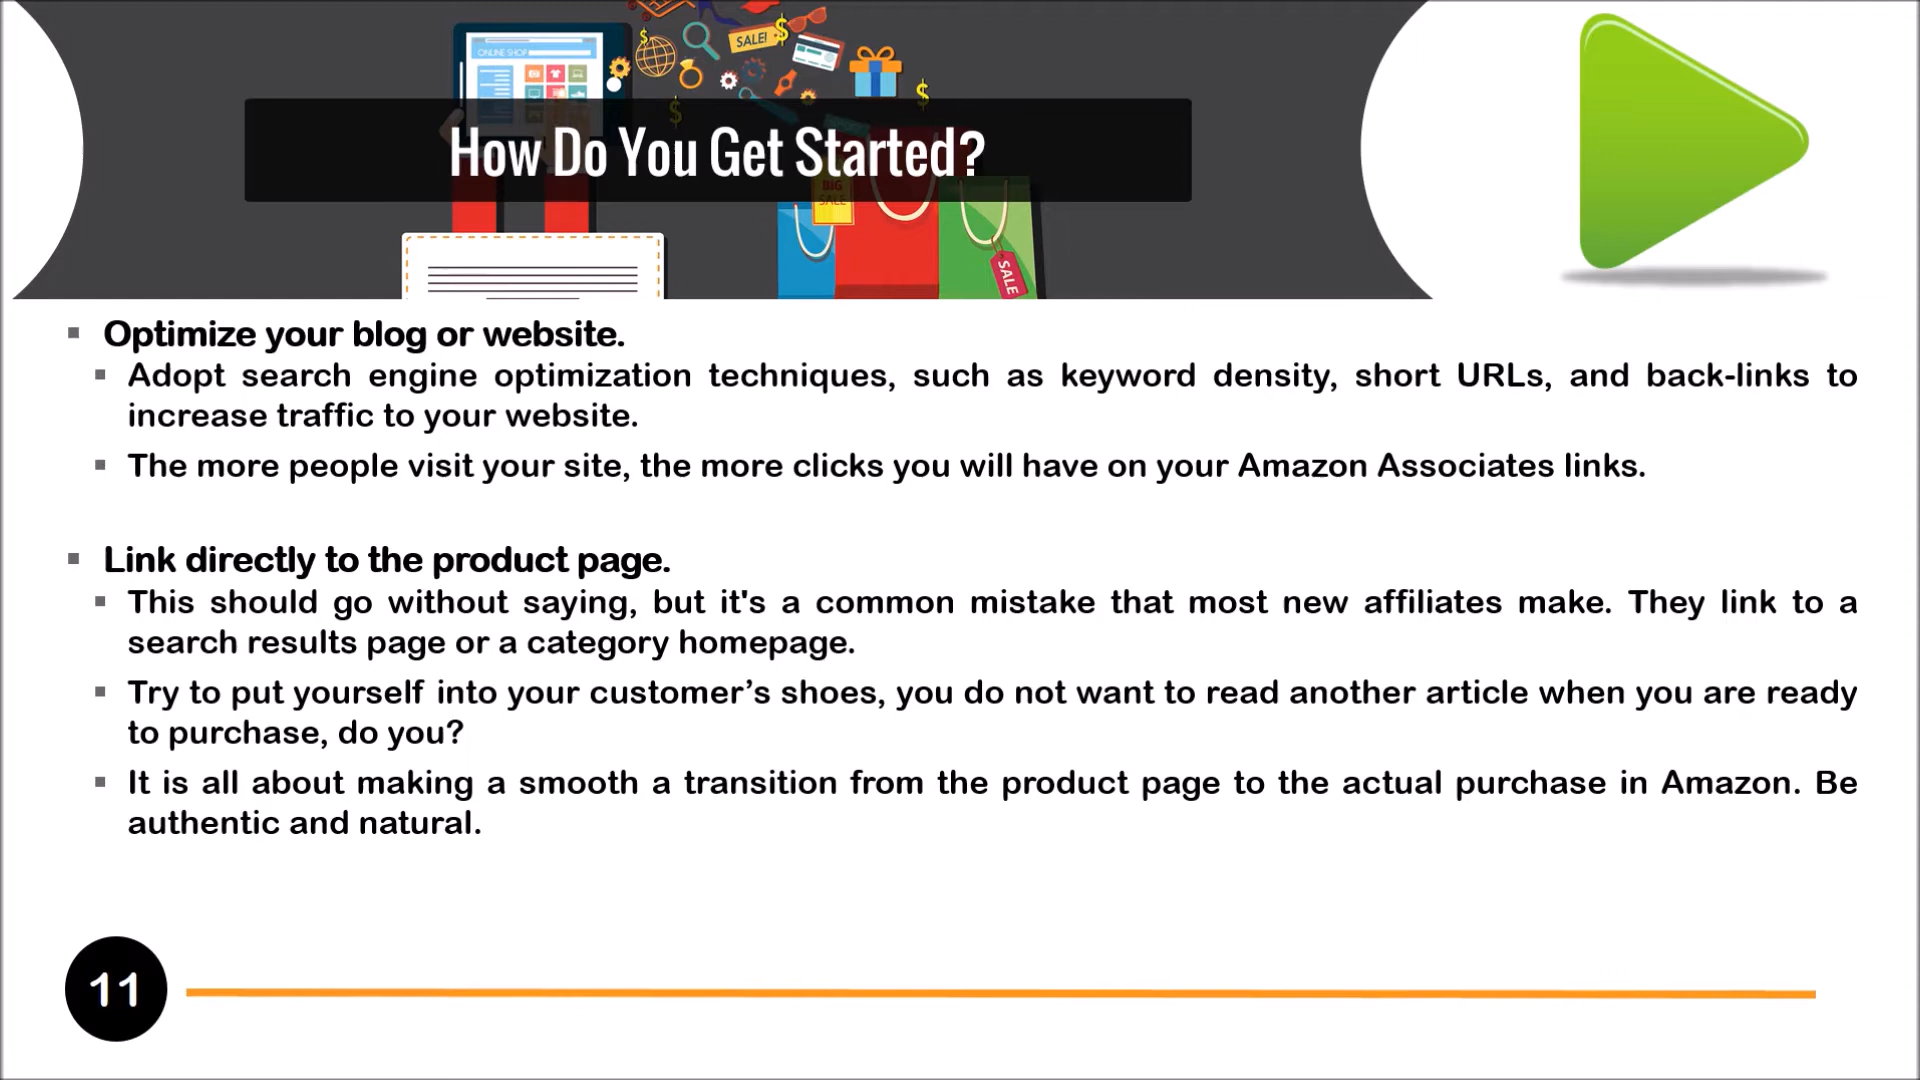 ONLINE SHOP
SALE!
How Do You Get Started?
BIG
SALE
SALE
Optimize your blog or website.
Adopt search engine optimization techniques, such as keyword density, short URLs, and back-links to
increase traffic to your website.
The more people visit your site, the more clicks you will have on your Amazon Associates links.
Link directly to the product page.
This should go without saying, but it's a common mistake that most new affiliates make. They link to a
search results page or a category homepage.
Try to put yourself into your customer’s shoes, you do not want to read another article when you are ready
to purchase, do you?
It is all about making a smooth a transition from the product page to the actual purchase in Amazon. Be
authentic and natural.
11